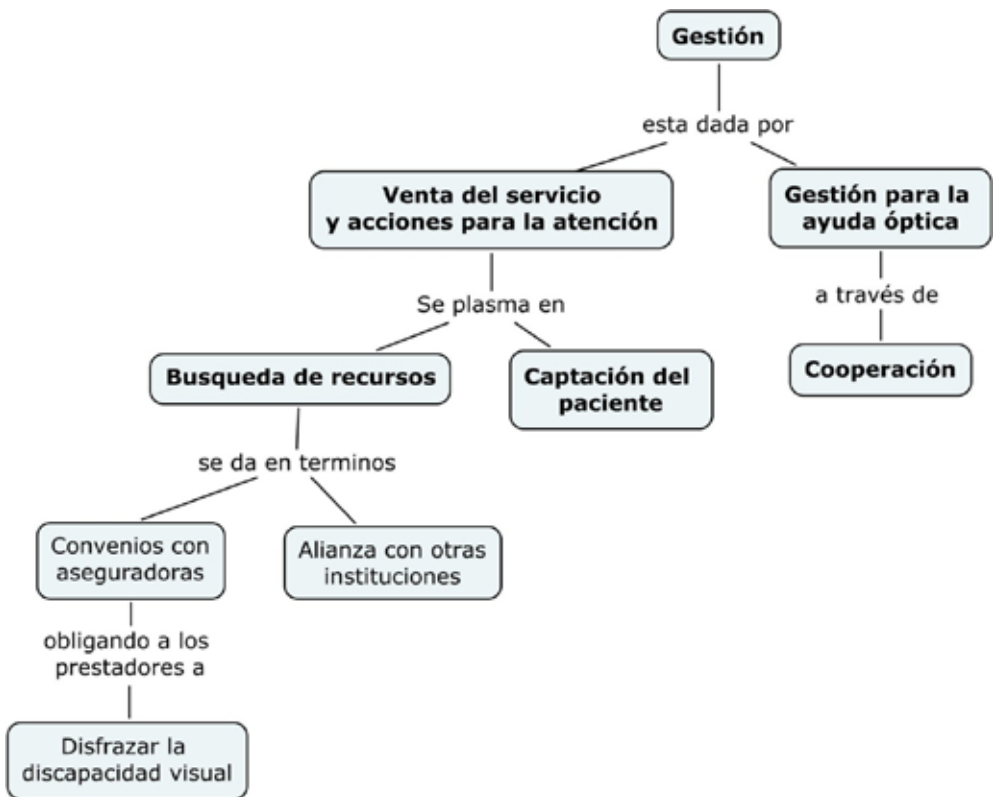 Gestión
esta dada por
Venta del servicio
y acciones para la atención
Gestión para la
ayuda óptica
Se plasma en
a través de
Busqueda de recursos
Captación del
paciente
Cooperación
se da en terminos
Convenios con
aseguradoras
Alianza con otras
instituciones
obligando a los
prestadores a
Disfrazar la
discapacidad visual